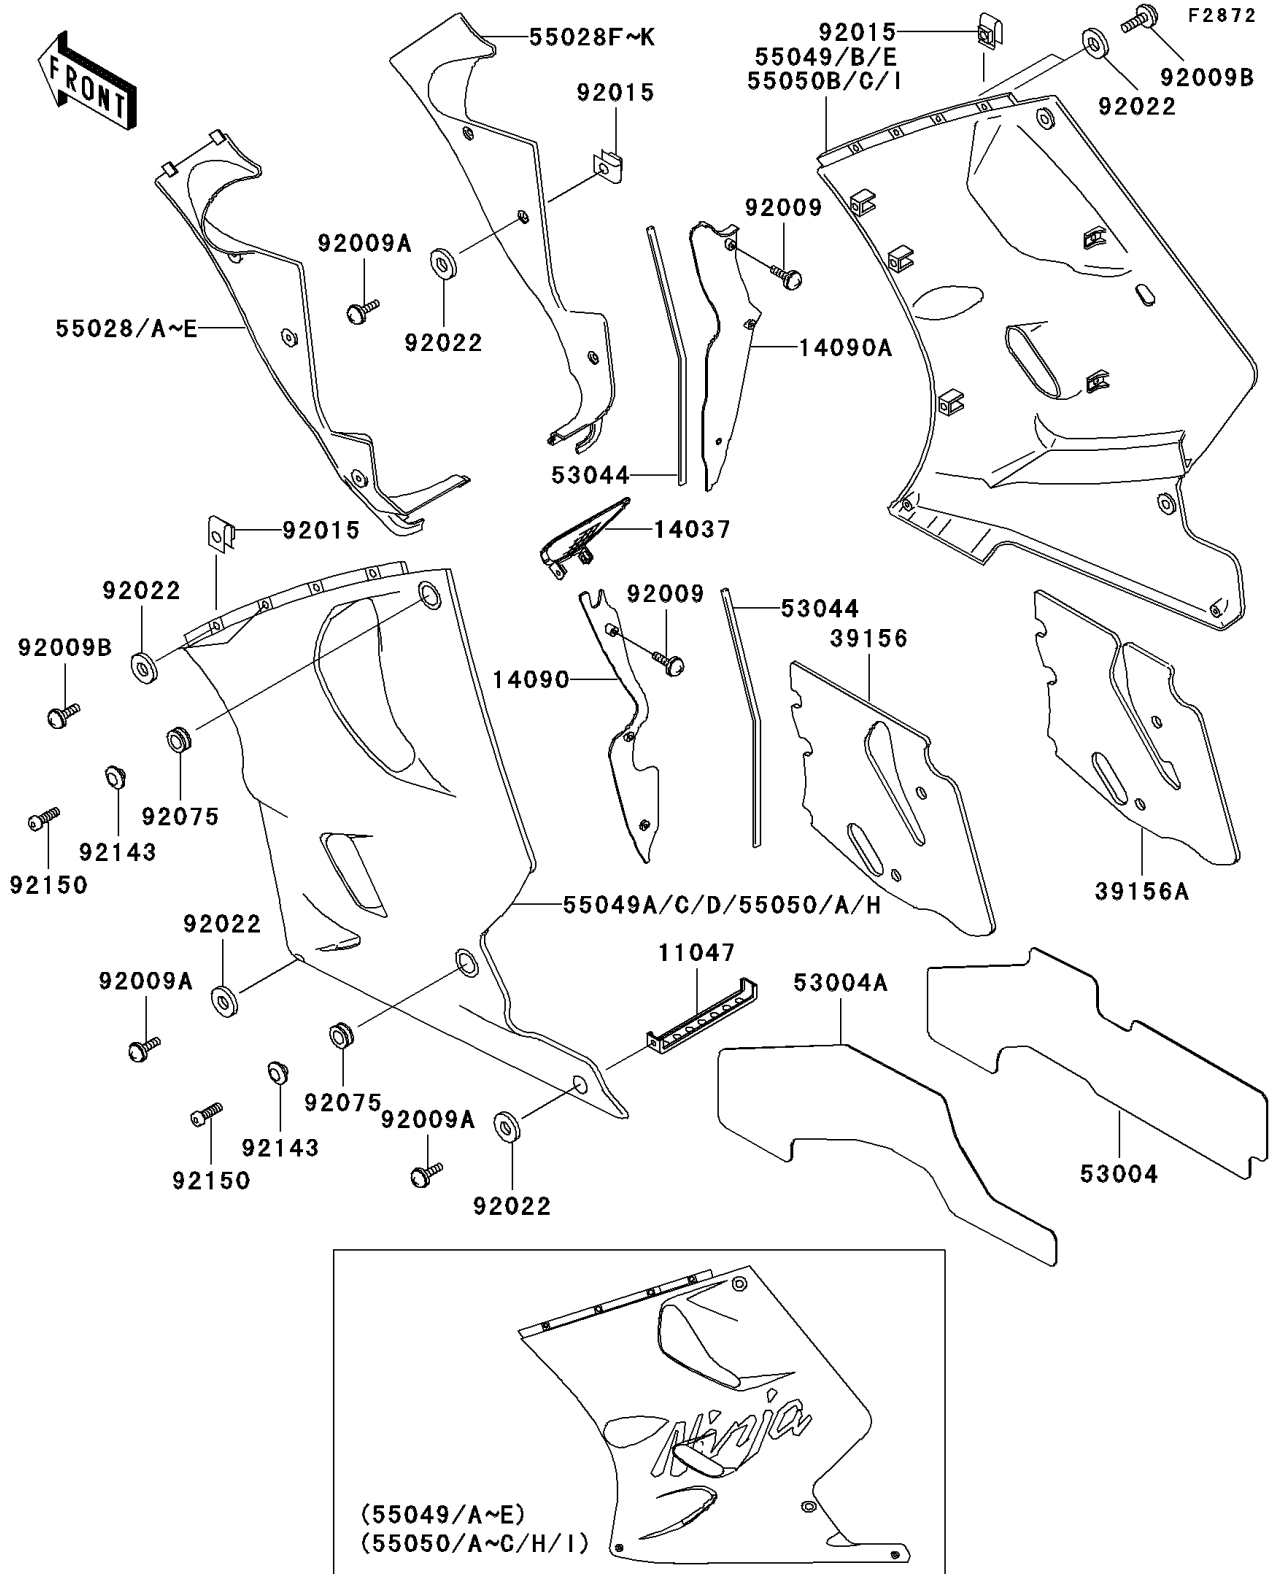 F2872
FRONT
55028F~K
92015
55049/B/E
55050B/C/I
92015
92022
92009B
92009A
92009
92022
55028/A~E
14090A
53044
92015
14037
92022
92009
53044
39156
92009B
14090
92075
92143
92150
39156A
55049A/C/D/55050/A/H
92022
11047
92009A
53004A
92075
92009A
92143
92150
92022
53004
Ninja
(55049/A~E)
(55050/A~C/H/I)